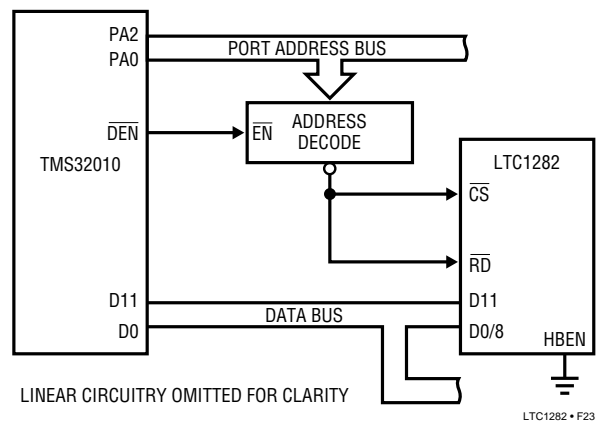 PA2
PORT ADDRESS BUS
PA0
ADDRESS
DECODE
DEN
EN
TMS32010
LTC1282
CS
RD
D11
D11
DATA BUS
D0
D0/8
HBEN
LINEAR CIRCUITRY OMITTED FOR CLARITY
LTC1282 • F23